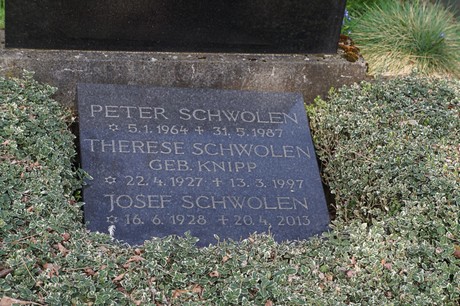 PETER SCHWOLEN
✡ 5.1.1964 + 31.5.1987
THERESE SCHWOLEN
GEB. KNIPP
✡ 22.4.1927 + 13.3.1997
JOSEF SCHWOLEN
✡ 16.6.1928 + 20.4.2013